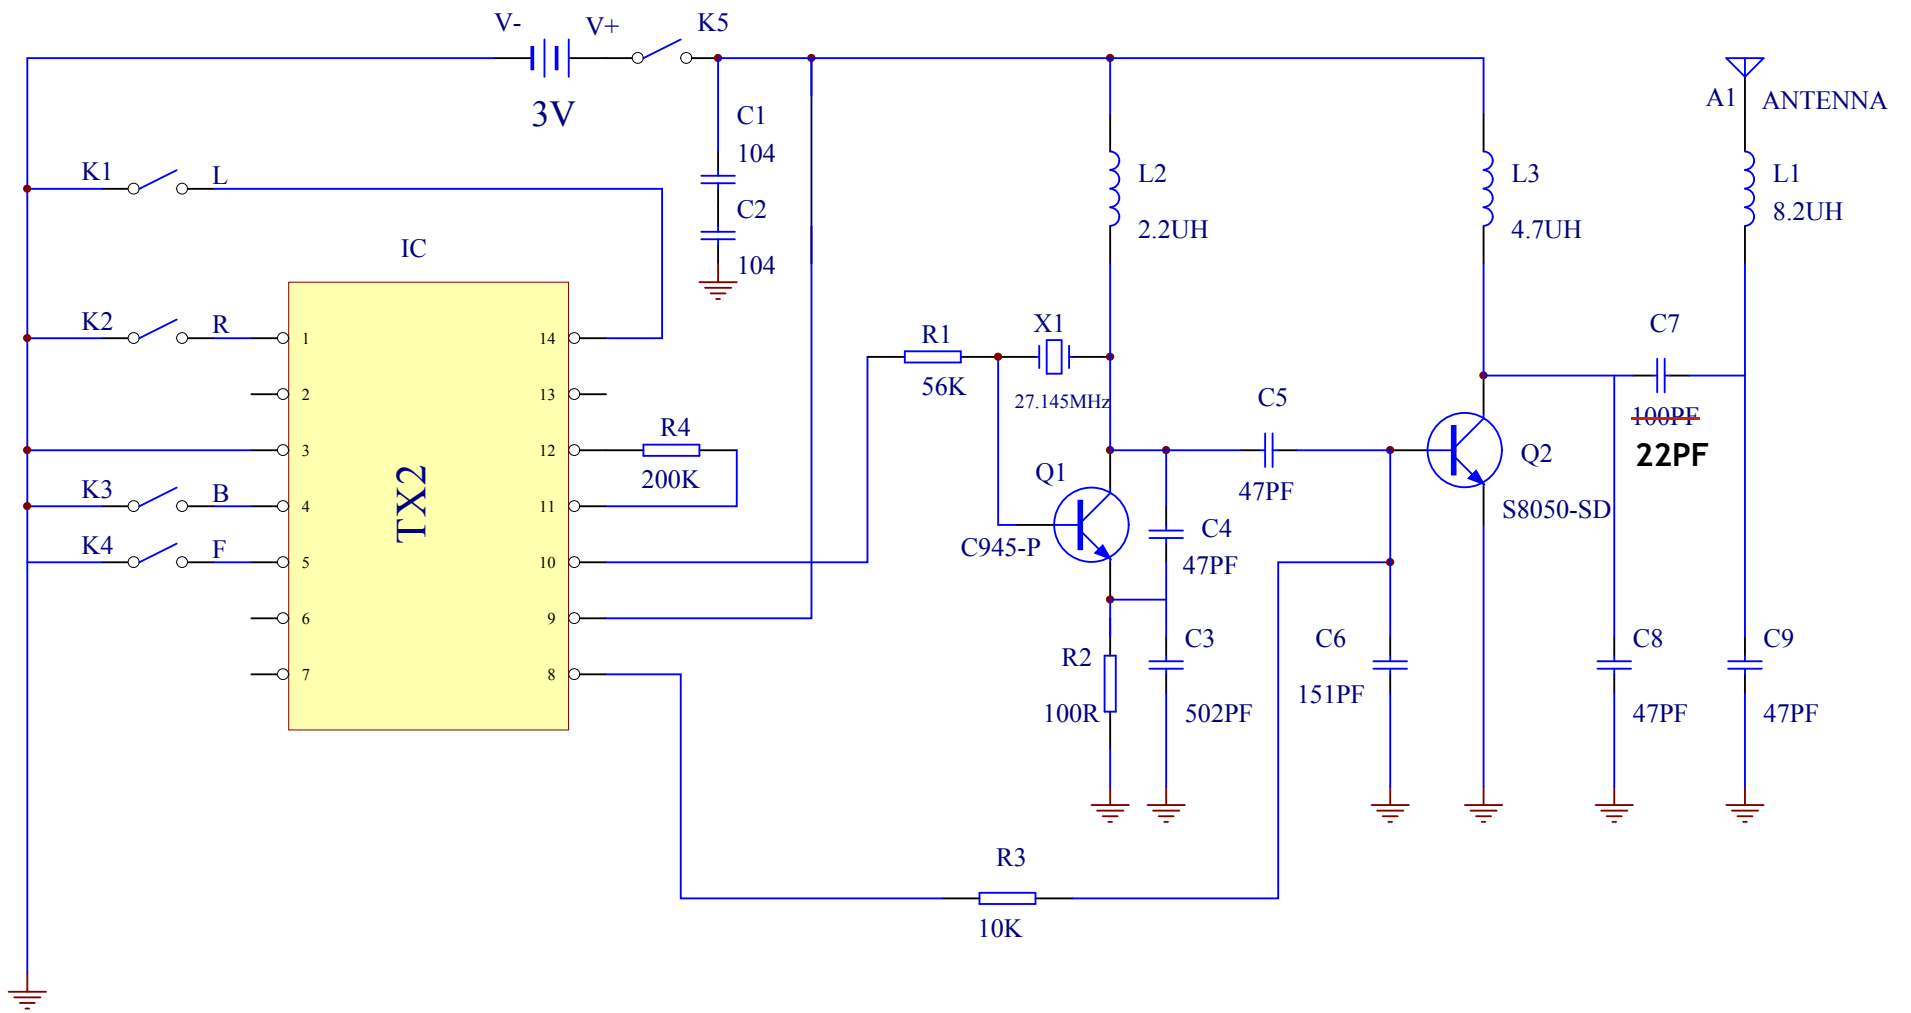 V-
V+
K5
3V
C1
104
C2
104
A1
ANTENNA
K1
L
L2
2.2UH
L3
4.7UH
L1
8.2UH
IC
K2
R
1
14
2
13
3
12
K3
B
4
11
K4
F
5
10
6
9
7
8
TX2
R4
200K
R1
56K
X1
27.145MHz
C7
100PF
22PF
C5
47PF
Q1
C945-P
Q2
S8050-SD
C4
47PF
R2
100R
C3
502PF
C6
151PF
C8
47PF
C9
47PF
R3
10K